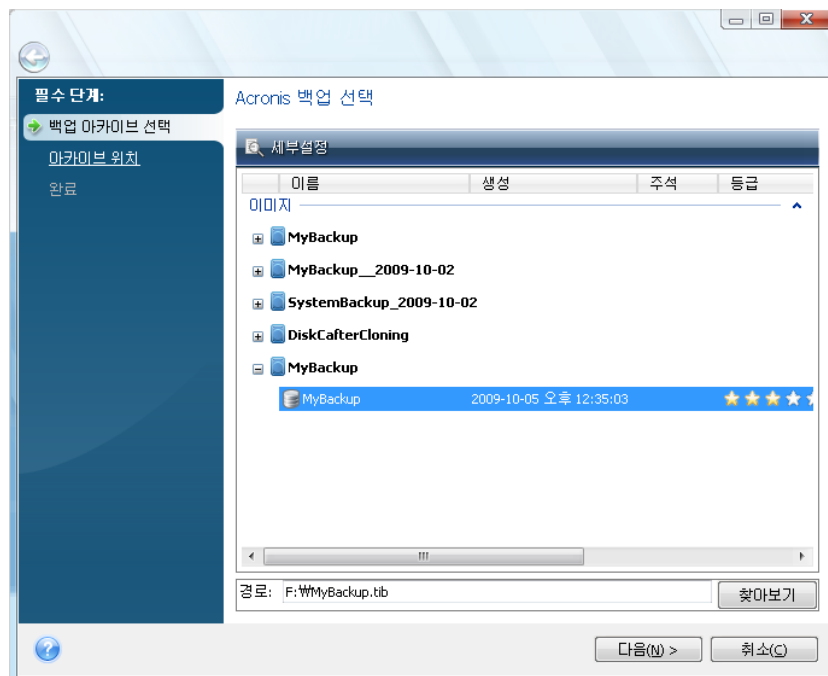 필수 단계:
백업 아카이브 선택
아카이브 위치
완료
Acronis 백업 선택
세부설정
이름 생성 주석 등급
이미지
MyBackup
MyBackup__2009-10-02
SystemBackup_2009-10-02
DiskCafterCloning
MyBackup
MyBackup 2009-10-05 오후 12:35:03
경로: F:₩MyBackup.tib 찾아보기
다음(N) > 취소(C)